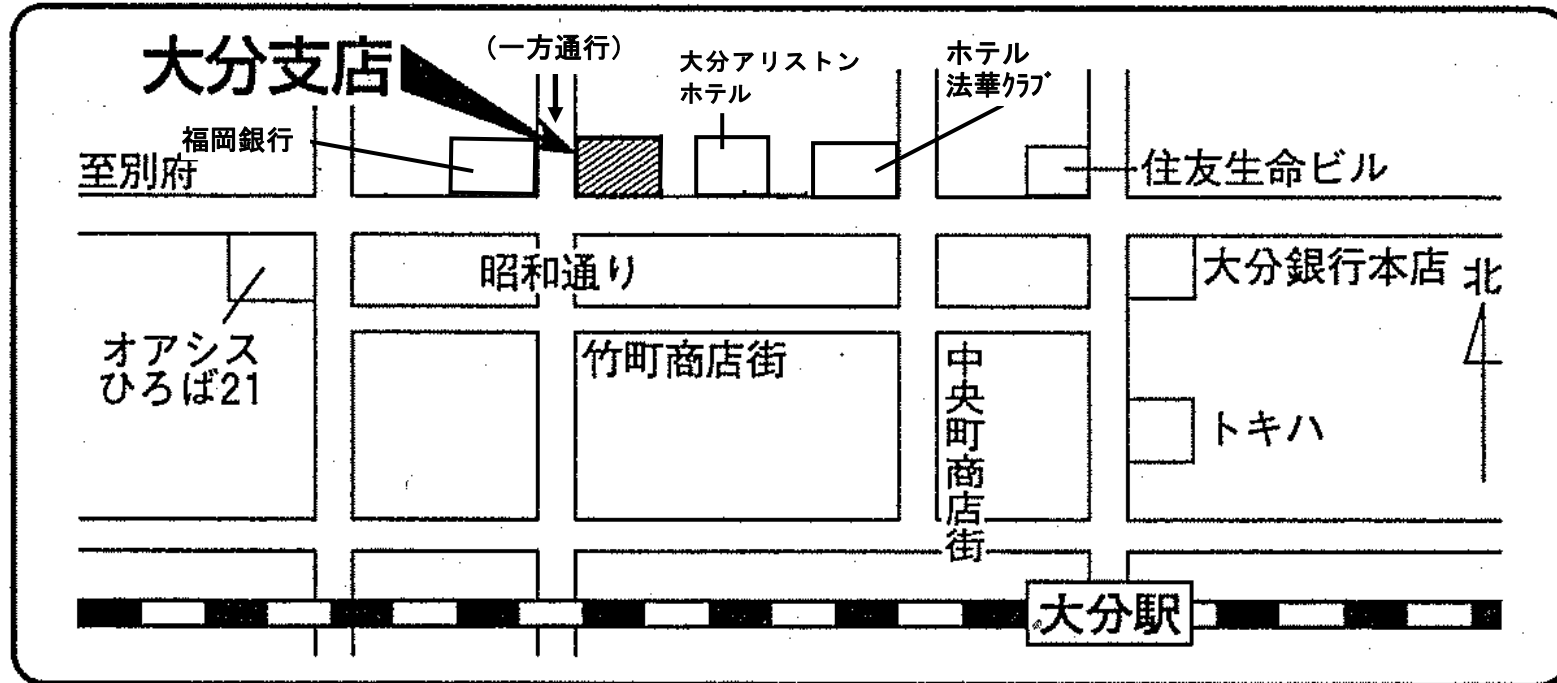 大分支店
(一方通行)
大分アリストン
ホテル
ホテル
法華クラブ
福岡銀行
至別府
住友生命ビル
昭和通り
大分銀行本店
北
オアシス
ひろば21
竹町商店街
中央町商店街
トキハ
大分駅